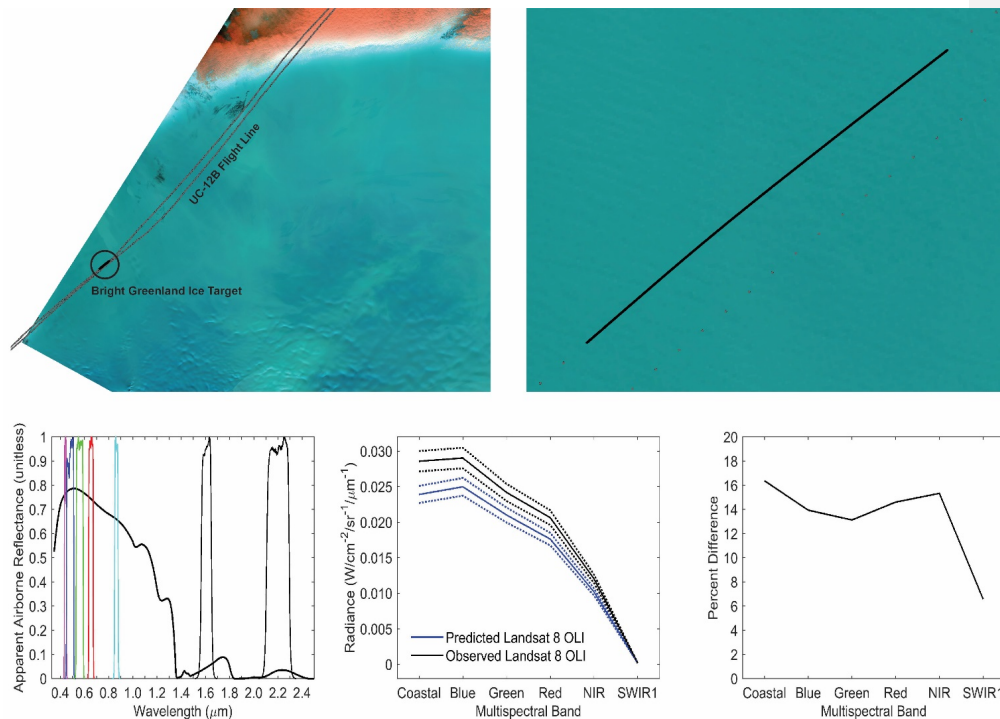 UC-12B Flight Line
Bright Greenland Ice Target
Apparent Airborne Reflectance (unitless)
1
0.9
0.8
0.7
0.6
0.5
0.4
0.3
0.2
0.1
0
0.4 0.6 0.8 1.0 1.2 1.4 1.6 1.8 2.0 2.2 2.4
Wavelength (μm)
Radiance (W/cm⁻²/sr⁻¹/μm⁻¹)
0.030
0.025
0.020
0.015
0.010
0.005
0
Predicted Landsat 8 OLI
Observed Landsat 8 OLI
Coastal Blue Green Red NIR SWIR1
Multispectral Band
Percent Difference
20
18
16
14
12
10
8
6
4
2
0
Coastal Blue Green Red NIR SWIR1
Multispectral Band